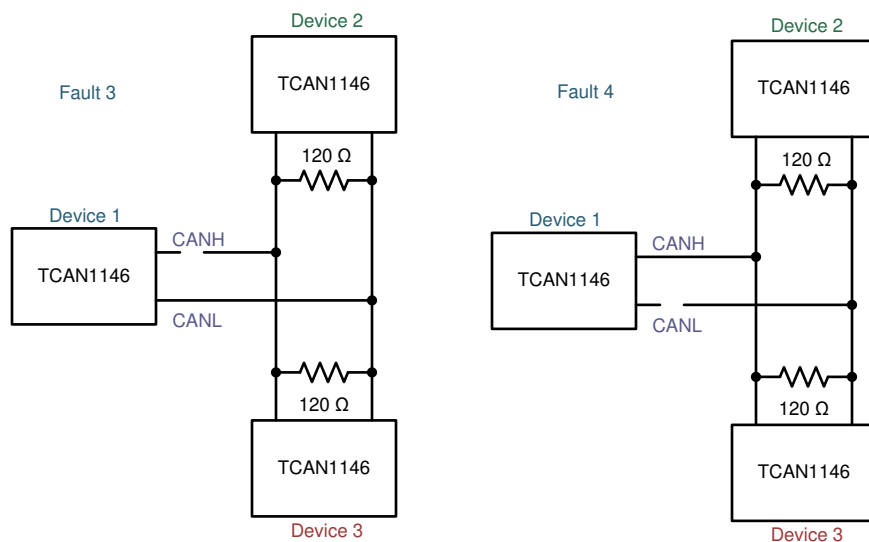 Device 2
TCAN1146
Fault 3
120 Ω
Device 1
CANH
TCAN1146
CANL
120 Ω
TCAN1146
Device 3
Device 2
TCAN1146
Fault 4
120 Ω
Device 1
CANH
TCAN1146
CANL
120 Ω
TCAN1146
Device 3